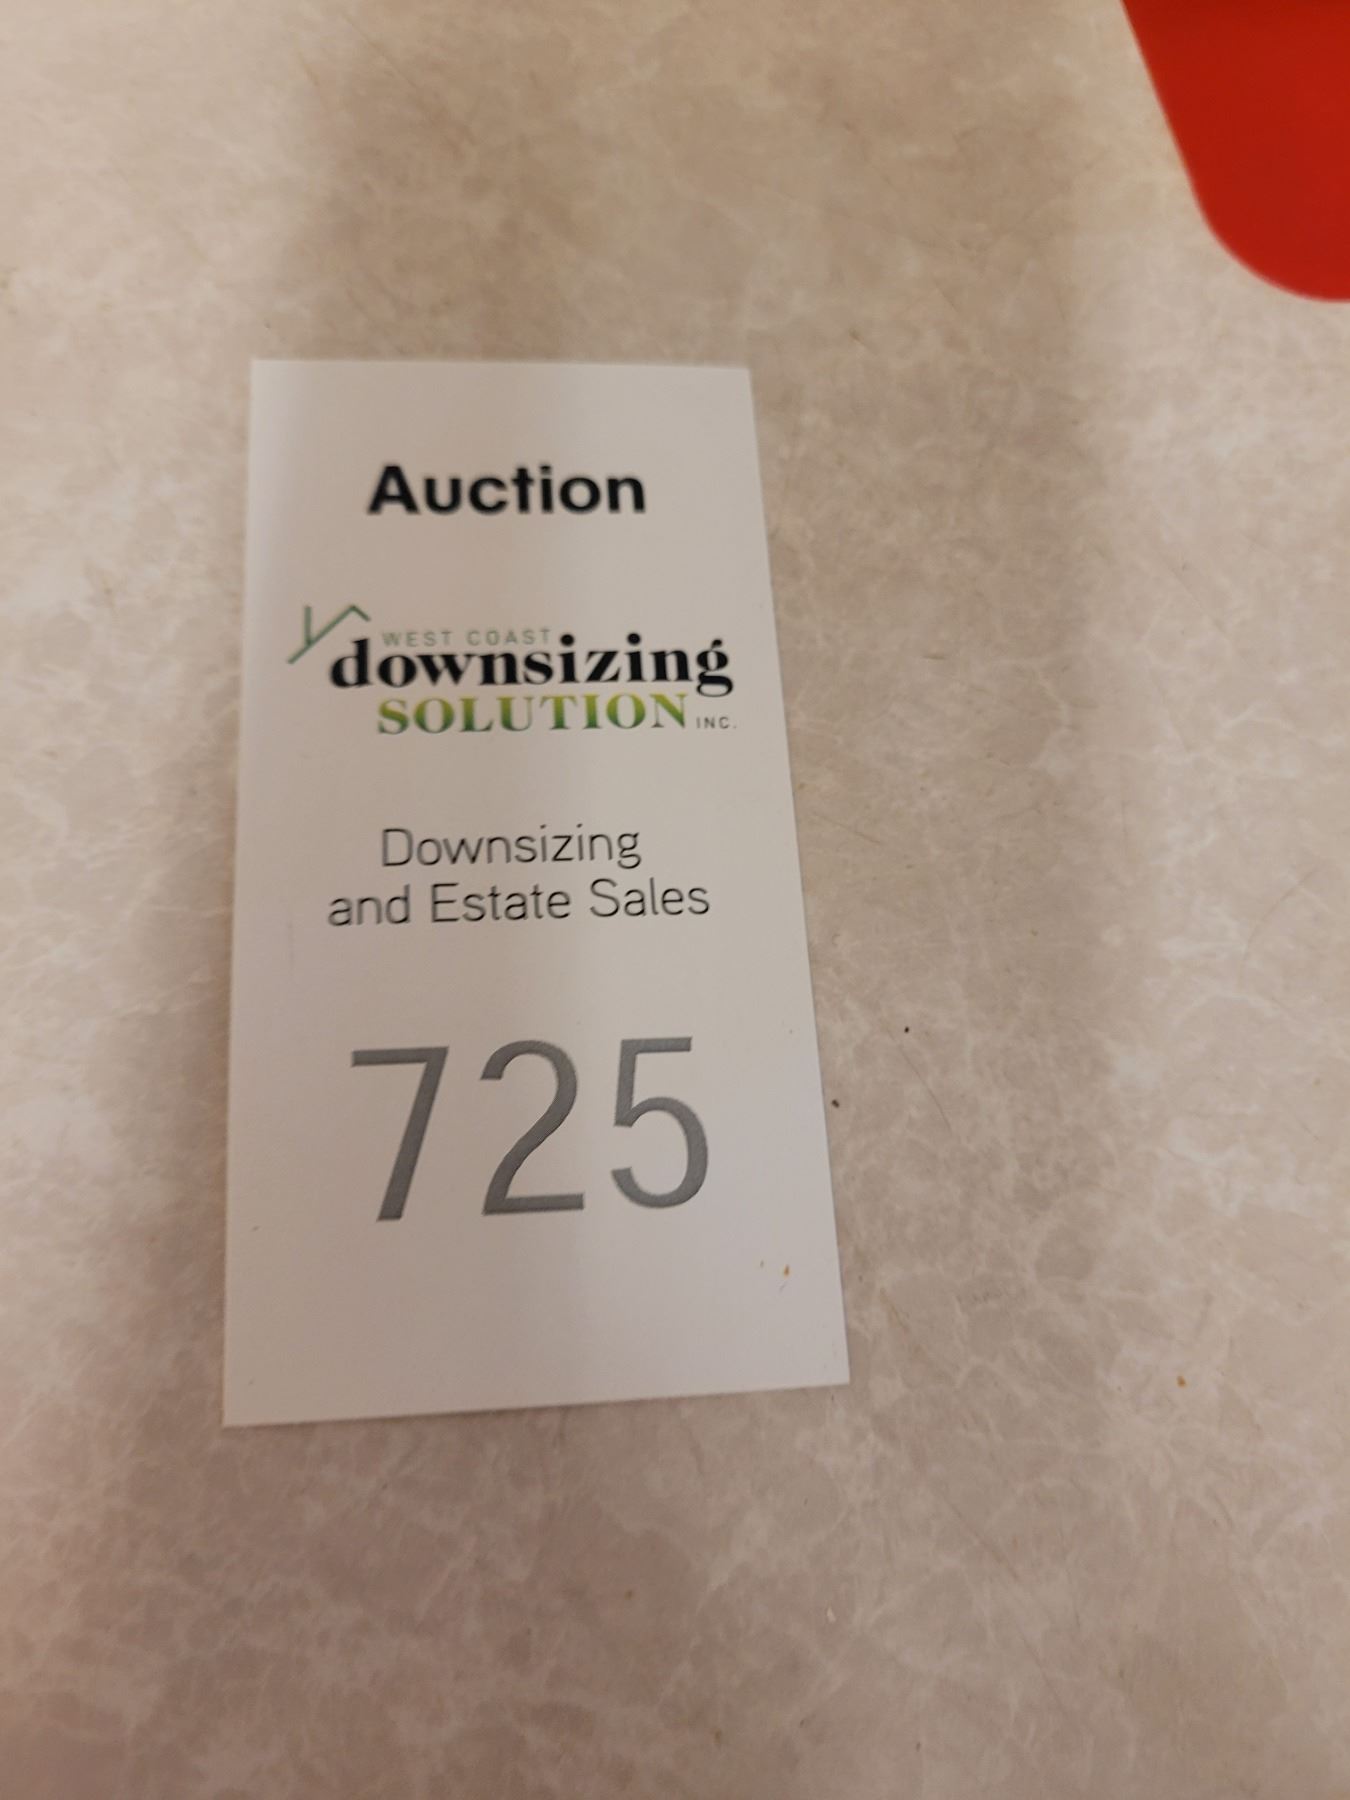 Auction
WEST COAST
downsizing
SOLUTION INC.
Downsizing
and Estate Sales
725